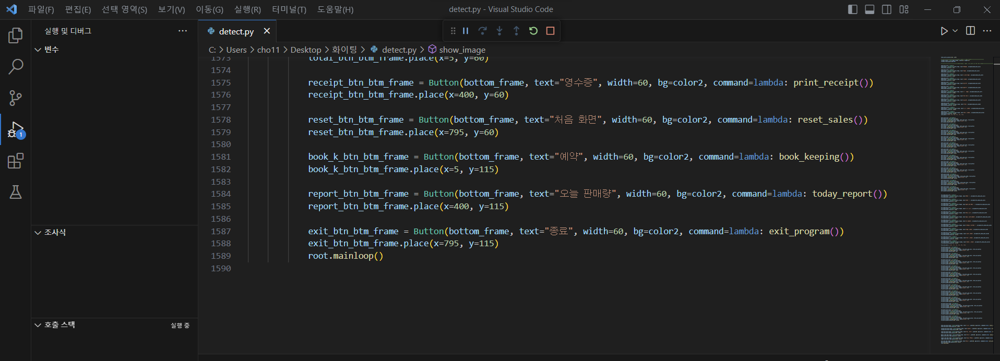 파일(F) 편집(E) 선택 영역(S) 보기(V) 이동(G) 실행(R) 터미널(T) 도움말(H) detect.py - Visual Studio Code
실행 및 디버그 ···
변수
1
조사식
호출 스택 실행 중
detect.py
C: > Users > cho11 > Desktop > 화이팅 > detect.py > show_image
1573 total_btn_btm_frame.place(x=5, y=60)
1574
1575 receipt_btn_btm_frame = Button(bottom_frame, text="영수증", width=60, bg=color2, command=lambda: print_receipt())
1576 receipt_btn_btm_frame.place(x=400, y=60)
1577
1578 reset_btn_btm_frame = Button(bottom_frame, text="처음 화면", width=60, bg=color2, command=lambda: reset_sales())
1579 reset_btn_btm_frame.place(x=795, y=60)
1580
1581 book_k_btn_btm_frame = Button(bottom_frame, text="예약", width=60, bg=color2, command=lambda: book_keeping())
1582 book_k_btn_btm_frame.place(x=5, y=115)
1583
1584 report_btn_btm_frame = Button(bottom_frame, text="오늘 판매량", width=60, bg=color2, command=lambda: today_report())
1585 report_btn_btm_frame.place(x=400, y=115)
1586
1587 exit_btn_btm_frame = Button(bottom_frame, text="종료", width=60, bg=color2, command=lambda: exit_program())
1588 exit_btn_btm_frame.place(x=795, y=115)
1589 root.mainloop()
1590